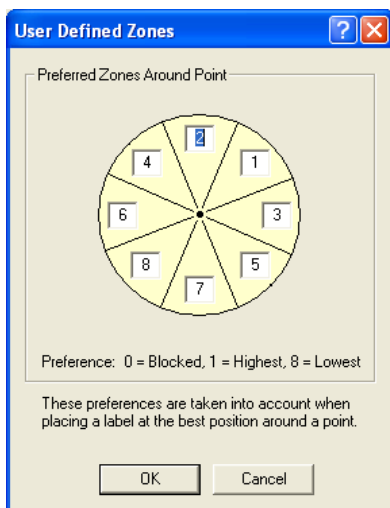 User Defined Zones
Preferred Zones Around Point
2
4 1
6 3
8 5
7
Preference: 0 = Blocked, 1 = Highest, 8 = Lowest
These preferences are taken into account when
placing a label at the best position around a point.
OK Cancel